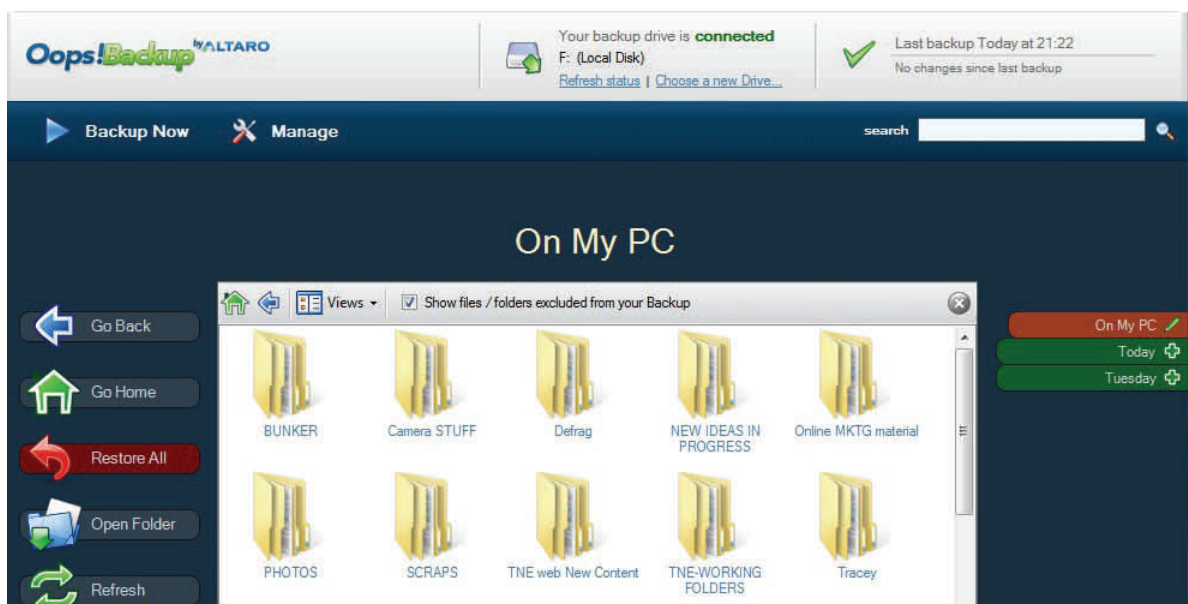 Oops!Backup by ALTARO
Your backup drive is connected
F: (Local Disk)
Refresh status | Choose a new Drive...
Last backup Today at 21:22
No changes since last backup
Backup Now
Manage
search
On My PC
Views
Show files / folders excluded from your Backup
Go Back
Go Home
Restore All
Open Folder
Refresh
BUNKER
Camera STUFF
Defrag
NEW IDEAS IN
PROGRESS
Online MKTG material
PHOTOS
SCRAPS
TNE web New Content
TNE-WORKING
FOLDERS
Tracey
On My PC
Today
Tuesday